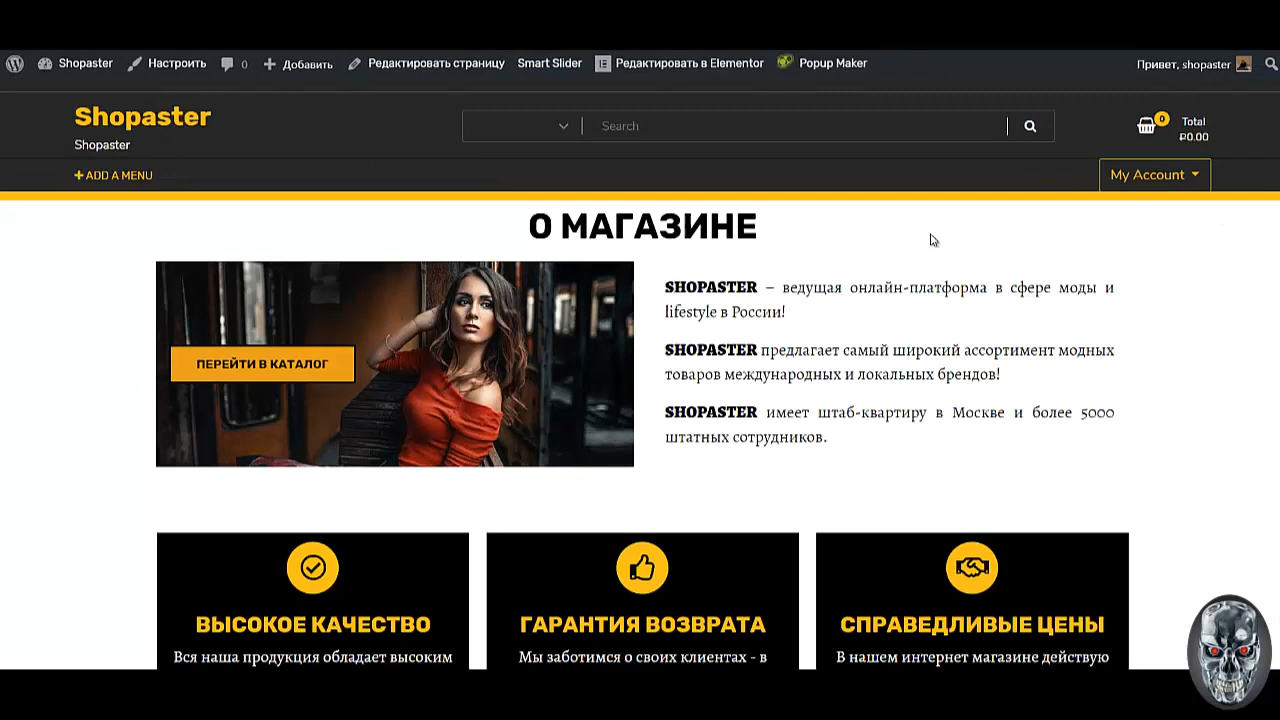 Shopaster Настроить 0 Добавить Редактировать страницу Smart Slider Редактировать в Elementor Popup Maker Привет, shopaster
Shopaster
Shopaster
Search
0
Total
₽0.00
ADD A MENU
My Account
О МАГАЗИНЕ
ПЕРЕЙТИ В КАТАЛОГ
SHOPASTER – ведущая онлайн-платформа в сфере моды и
lifestyle в России!
SHOPASTER предлагает самый широкий ассортимент модных
товаров международных и локальных брендов!
SHOPASTER имеет штаб-квартиру в Москве и более 5000
штатных сотрудников.
ВЫСОКОЕ КАЧЕСТВО
Вся наша продукция обладает высоким
ГАРАНТИЯ ВОЗВРАТА
Мы заботимся о своих клиентах - в
СПРАВЕДЛИВЫЕ ЦЕНЫ
В нашем интернет магазине действую